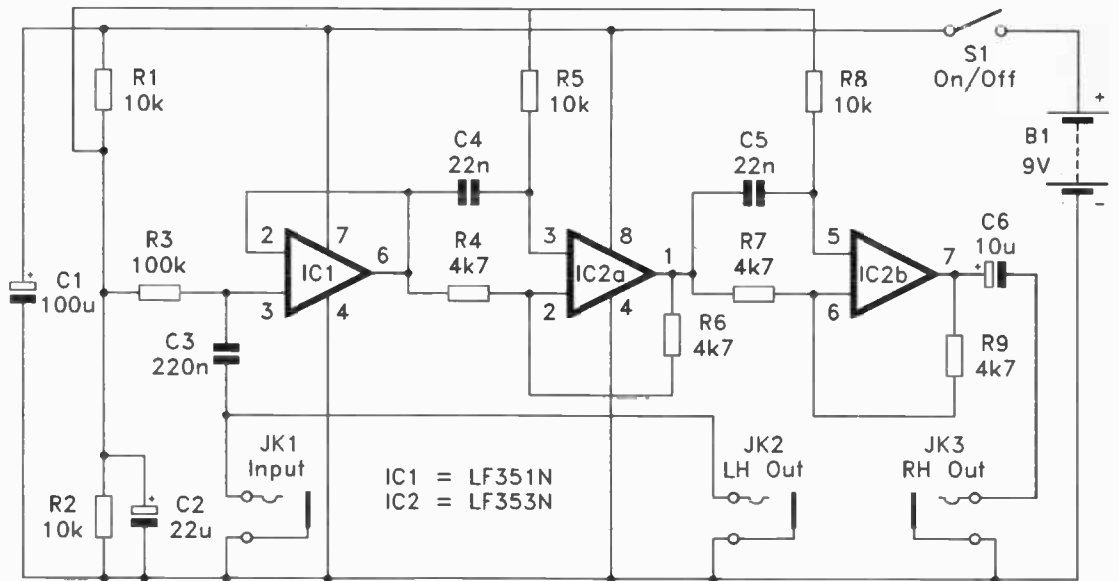 R1
10k
R5
10k
R8
10k
S1
On/Off
+
B1
9V
-
C4
22n
C5
22n
R3
100k
2
3
7
4
IC1
6
R4
4k7
3
2
8
4
IC2a
1
R7
4k7
5
6
IC2b
7
C6
10u
+
+
C1
100u
C3
220n
R6
4k7
R9
4k7
R2
10k
+
C2
22u
JK1
Input
IC1 = LF351N
IC2 = LF353N
JK2
LH Out
JK3
RH Out